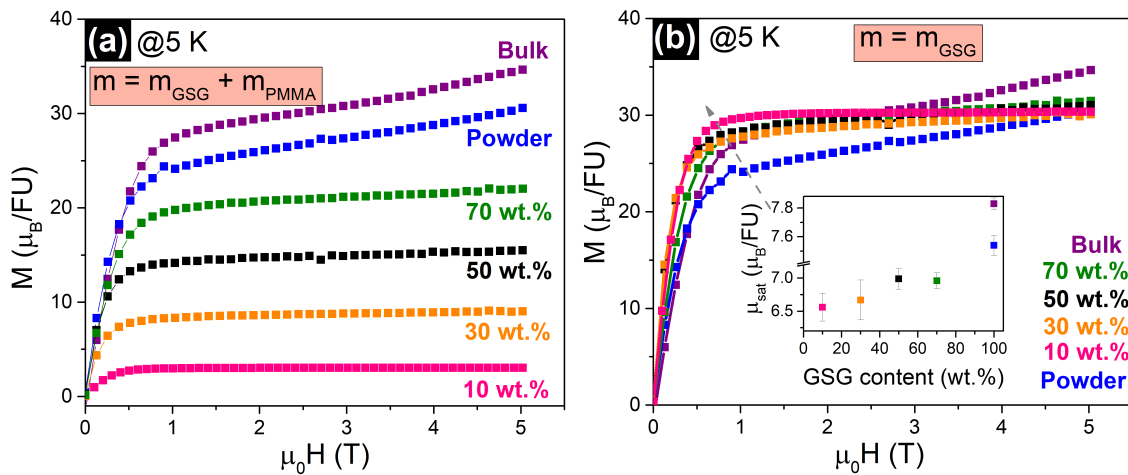 (a) @5 K
m = m_GSG + m_PMMA
Bulk
Powder
70 wt.%
50 wt.%
30 wt.%
10 wt.%
40
30
20
10
0
M (μ_B/FU)
0 1 2 3 4 5
μ₀H (T)
(b) @5 K
m = m_GSG
40
30
20
10
0
M (μ_B/FU)
0 1 2 3 4 5
μ₀H (T)
7.8
7.6
7.0
6.5
μ_sat (μ_B/FU)
0 20 40 60 80 100
GSG content (wt.%)
Bulk
70 wt.%
50 wt.%
30 wt.%
10 wt.%
Powder